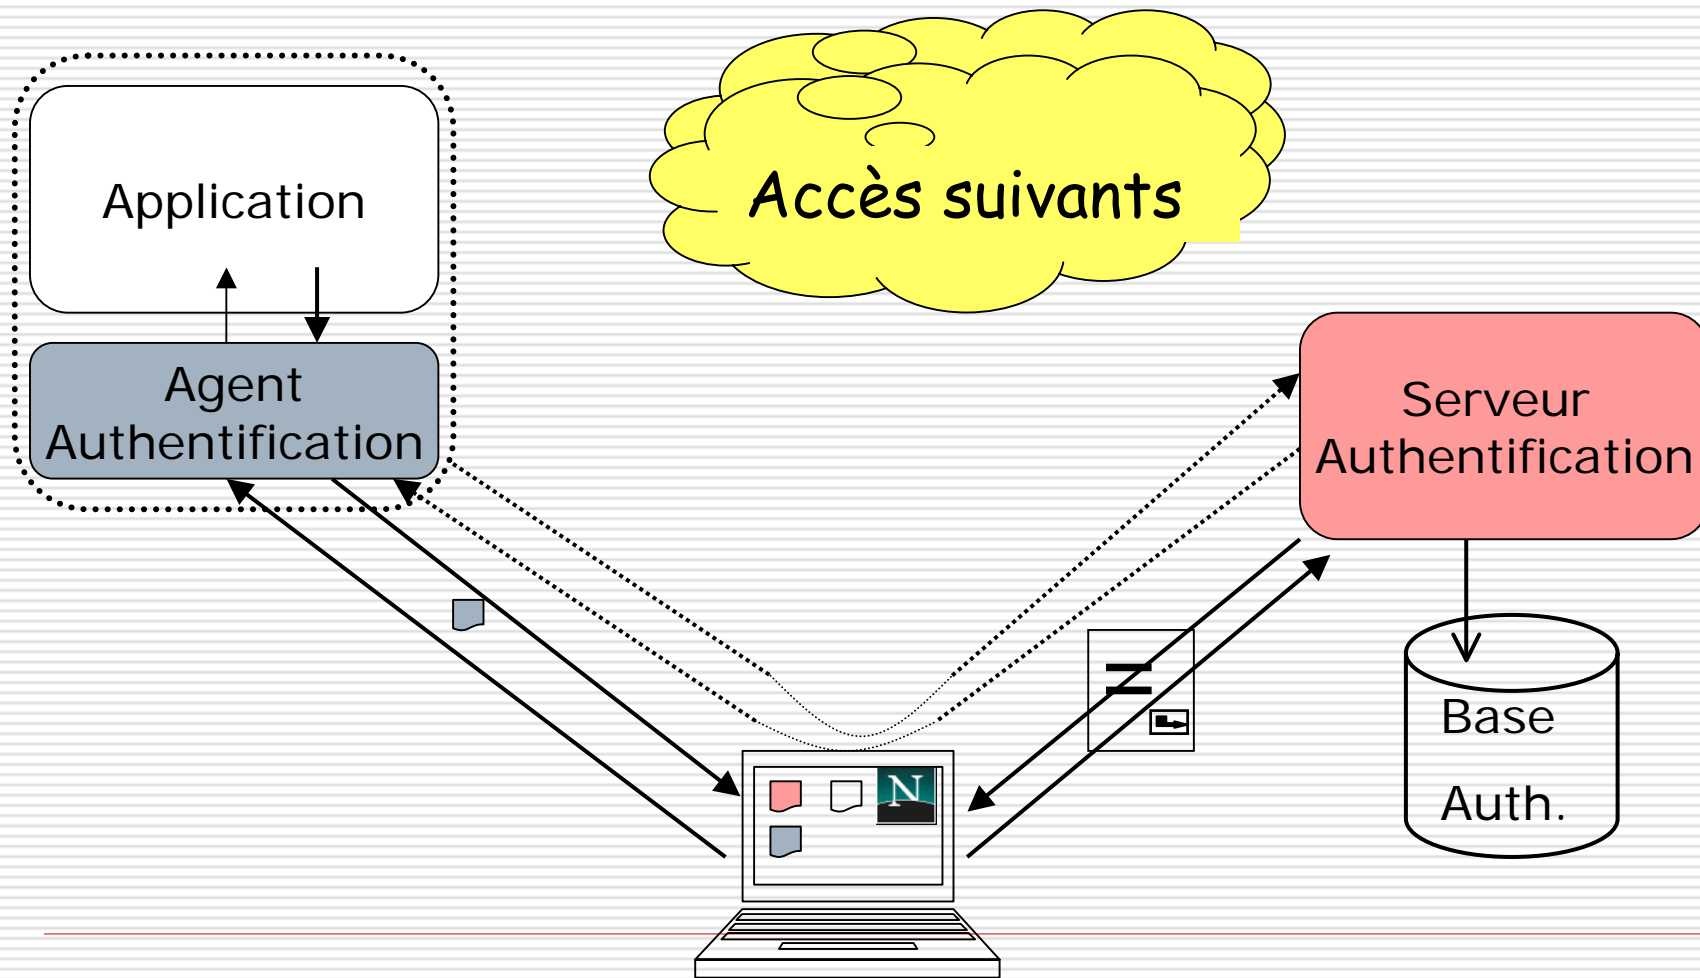 Accès suivants
Application
Agent
Authentification
Serveur
Authentification
Base
Auth.
N